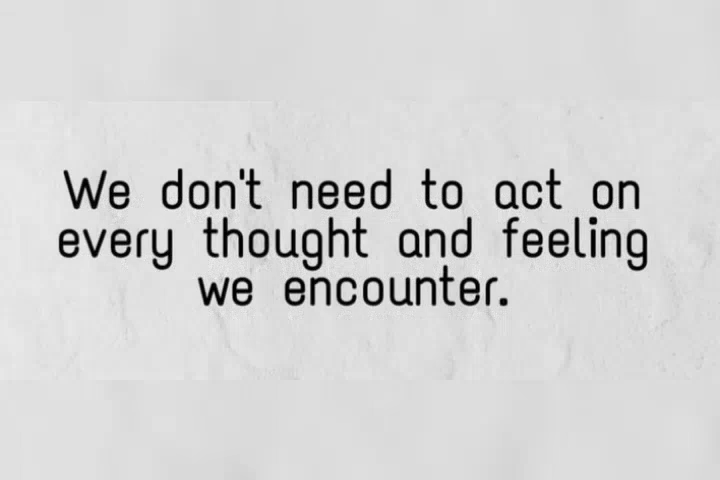 We don't need to act on
every thought and feeling
we encounter.